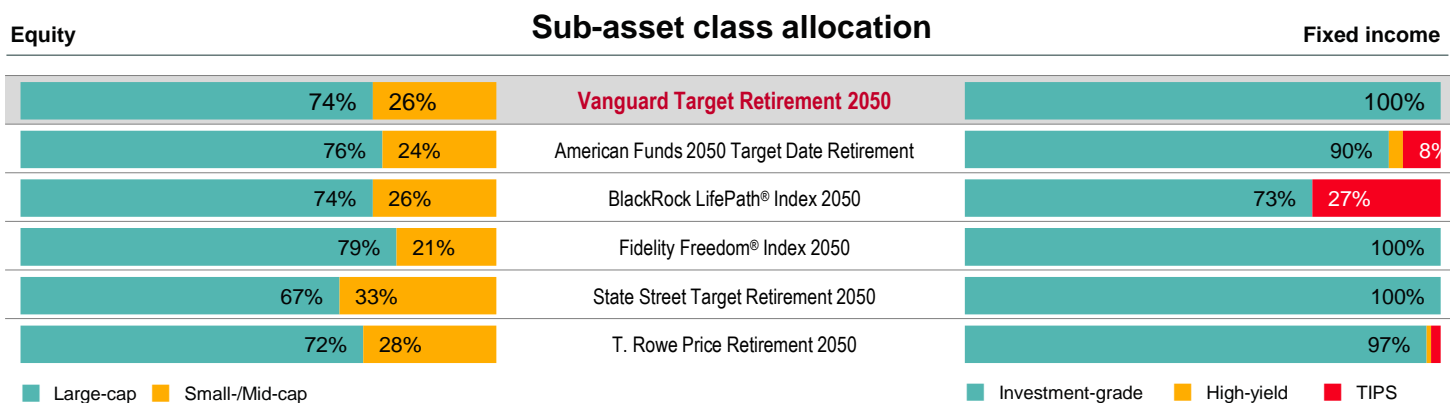 Sub-asset class allocation
Equity Fixed income
74% 26% Vanguard Target Retirement 2050 100%
76% 24% American Funds 2050 Target Date Retirement 90% 8%
74% 26% BlackRock LifePath® Index 2050 73% 27%
79% 21% Fidelity Freedom® Index 2050 100%
67% 33% State Street Target Retirement 2050 100%
72% 28% T. Rowe Price Retirement 2050 97%
Large-cap Small-/Mid-cap Investment-grade High-yield TIPS